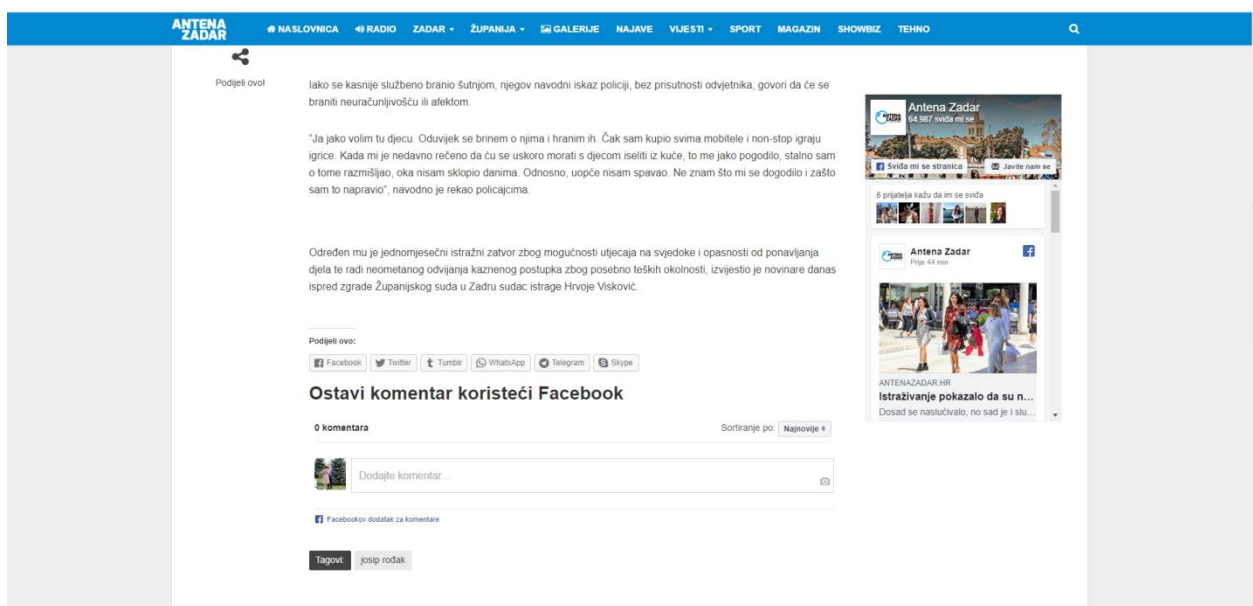 ANTENA
ZADAR
NASLOVNICA RADIO ZADAR ŽUPANIJA GALERIJE NAJAVE VIJESTI SPORT MAGAZIN SHOWBIZ TEHNO
Podijeli ovo!
Iako se kasnije službeno branio šutnjom, njegov navodni iskaz policiji, bez prisutnosti odvjetnika, govori da će se
braniti neuračunljivošću ili afektom.
"Ja jako volim tu djecu. Oduvijek se brinem o njima i hranim ih. Čak sam kupio svima mobitele i non-stop igraju
igrice. Kada mi je nedavno rečeno da ću se uskoro morati s djecom iseliti iz kuće, to me jako pogodilo, stalno sam
o tome razmišljao, oka nisam sklopio danima. Odnosno, uopće nisam spavao. Ne znam što mi se dogodilo i zašto
sam to napravio", navodno je rekao policajcima.
Određen mu je jednomjesečni istražni zatvor zbog mogućnosti utjecaja na svjedoke i opasnosti od ponavljanja
djela te radi neometanog odvijanja kaznenog postupka zbog posebno teških okolnosti, izvijestio je novinare danas
ispred zgrade Županijskog suda u Zadru sudac istrage Hrvoje Visković.
Podijeli ovo:
Facebook Twitter Tumblr WhatsApp Telegram Skype
Ostavi komentar koristeći Facebook
0 komentara
Sortiranje po: Najnovije
Dodajte komentar...
Facebookov dodatak za komentare
Tagovi: josip rođak
Antena Zadar
64.987 sviđa mi se
Sviđa mi se stranica Javite nam se
6 prijatelja kažu da im se sviđa
Antena Zadar
Prije 44 min
ANTENAZADAR.HR
Istraživanje pokazalo da su n...
Dosad se naslućivalo, no sad je i slu...